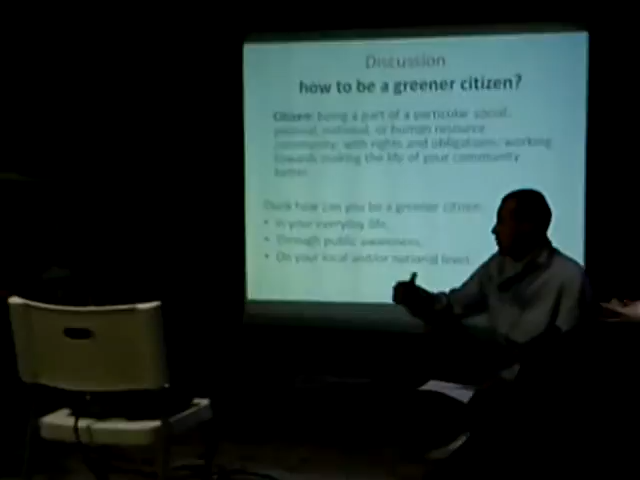 Discussion
how to be a greener citizen?
Citizen: being a part of a particular social,
political, national, or human resource
community, with rights and obligations, working
towards making the life of your community
better.
Think how can you be a greener citizen:
• In your everyday life,
• Through public awareness,
• On your local and/or national level.